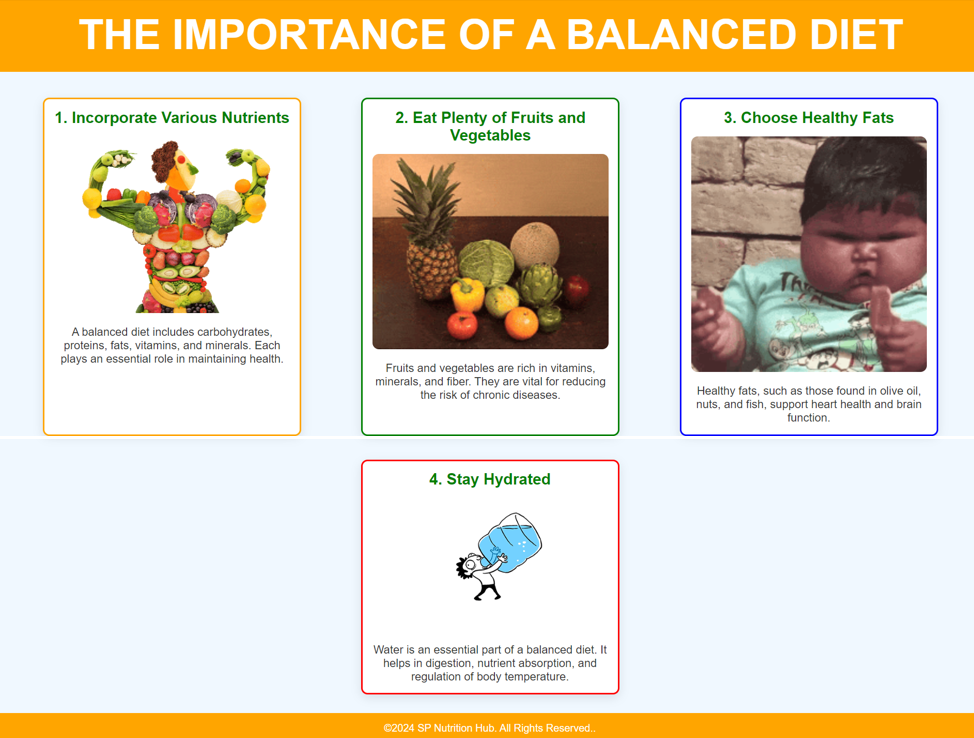 THE IMPORTANCE OF A BALANCED DIET
1. Incorporate Various Nutrients
A balanced diet includes carbohydrates,
proteins, fats, vitamins, and minerals. Each
plays an essential role in maintaining health.
2. Eat Plenty of Fruits and
Vegetables
Fruits and vegetables are rich in vitamins,
minerals, and fiber. They are vital for reducing
the risk of chronic diseases.
3. Choose Healthy Fats
Healthy fats, such as those found in olive oil,
nuts, and fish, support heart health and brain
function.
4. Stay Hydrated
Water is an essential part of a balanced diet. It
helps in digestion, nutrient absorption, and
regulation of body temperature.
©2024 SP Nutrition Hub. All Rights Reserved..